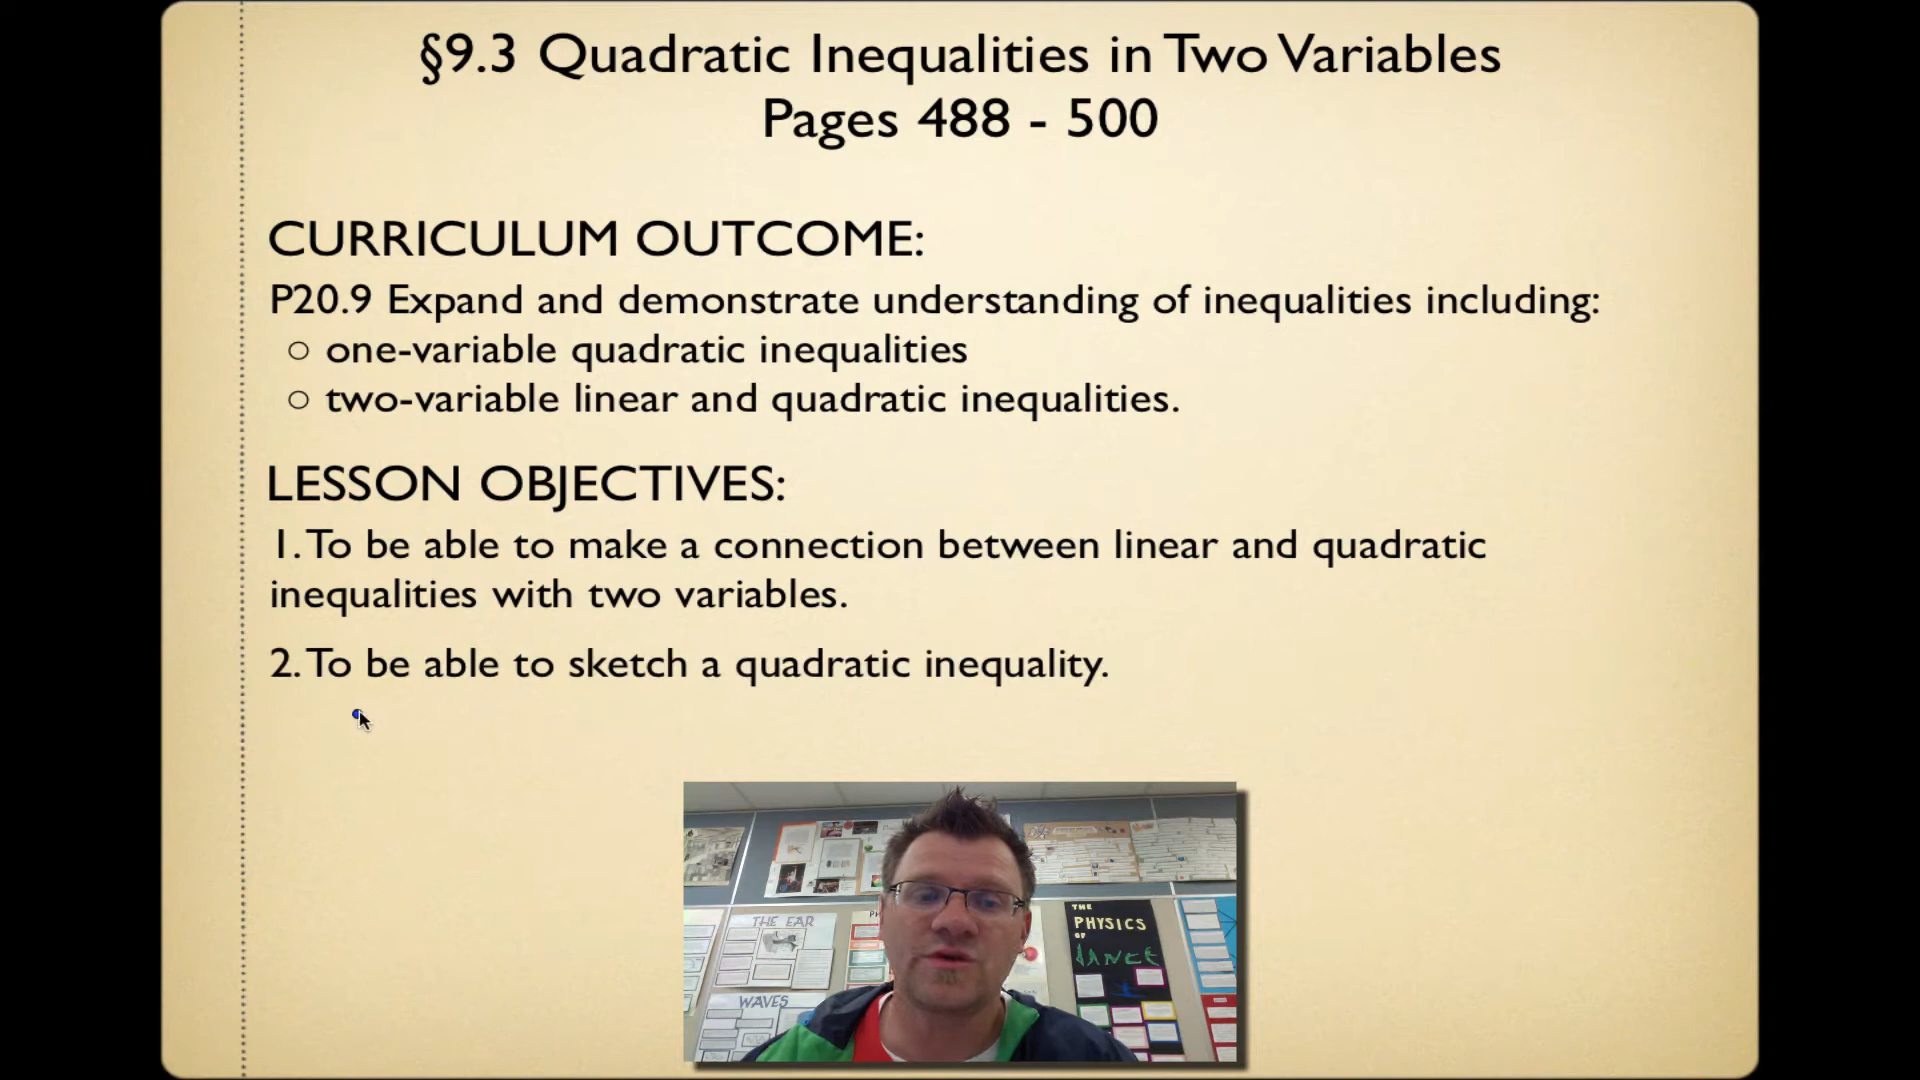 §9.3 Quadratic Inequalities in Two Variables
Pages 488 - 500
CURRICULUM OUTCOME:
P20.9 Expand and demonstrate understanding of inequalities including:
○ one-variable quadratic inequalities
○ two-variable linear and quadratic inequalities.
LESSON OBJECTIVES:
1. To be able to make a connection between linear and quadratic
inequalities with two variables.
2. To be able to sketch a quadratic inequality.
THE EAR
WAVES
THE
PHYSICS
OF
DANCE